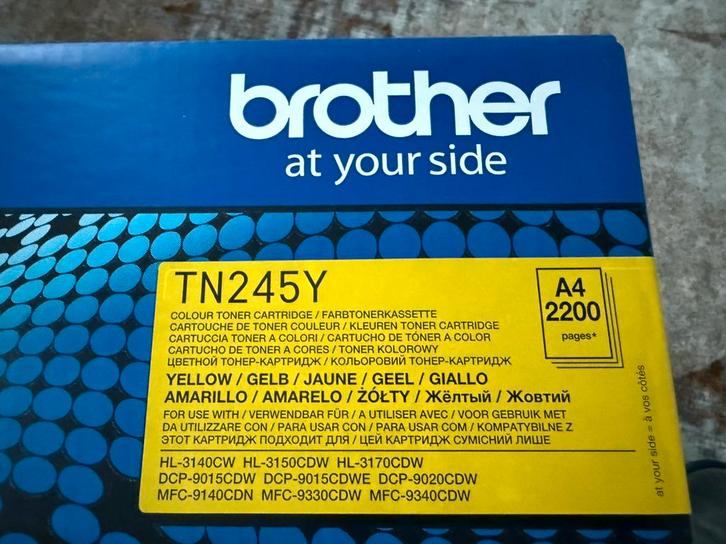 brother
at your side
TN245Y
A4
2200
pages*
COLOUR TONER CARTRIDGE / FARBTONERKASSETTE
CARTOUCHE DE TONER COULEUR / KLEUREN TONER CARTRIDGE
CARTUCCIA TONER A COLORI / CARTUCHO DE TÓNER A COLOR
CARTUCHO DE TONER A CORES / TONER KOLOROWY
ЦВЕТНОЙ ТОНЕР-КАРТРИДЖ / КОЛЬОРОВИЙ ТОНЕР-КАРТРИДЖ
YELLOW / GELB / JAUNE / GEEL / GIALLO
AMARILLO / AMARELO / ŻÓŁTY / Жёлтый / Жовтий
FOR USE WITH / VERWENDBAR FÜR / A UTILISER AVEC / VOOR GEBRUIK MET
DA UTILIZZARE CON / PARA USAR CON / PARA USAR COM / KOMPATYBILNE Z
ЭТОТ КАРТРИДЖ ПОДХОДИТ ДЛЯ / ЦЕЙ КАРТРИДЖ СУМІСНИЙ ЛИШЕ
HL-3140CW HL-3150CDW HL-3170CDW
DCP-9015CDW DCP-9015CDWE DCP-9020CDW
MFC-9140CDN MFC-9330CDW MFC-9340CDW
at your side = à vos côtés